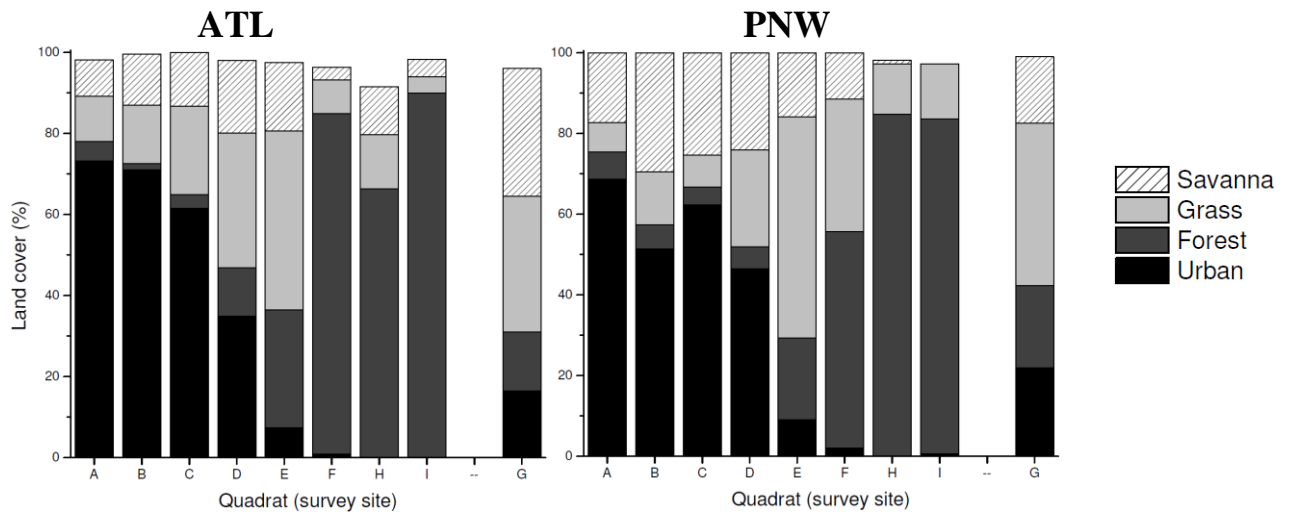 ATL PNW
100 100
80 80
60 60
40 40
20 20
0 0
Land cover (%)
A B C D E F H I -- G A B C D E F H I -- G
Quadrat (survey site) Quadrat (survey site)
Savanna
Grass
Forest
Urban